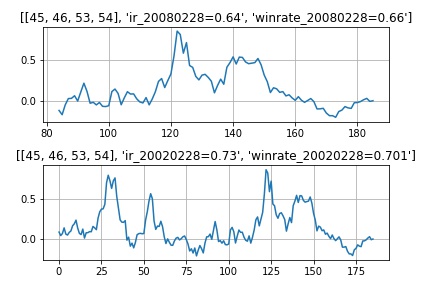 [[45, 46, 53, 54], 'ir_20080228=0.64', 'winrate_20080228=0.66']
0.5
0.0
80 100 120 140 160 180
[[45, 46, 53, 54], 'ir_20020228=0.73', 'winrate_20020228=0.701']
0.5
0.0
0 25 50 75 100 125 150 175